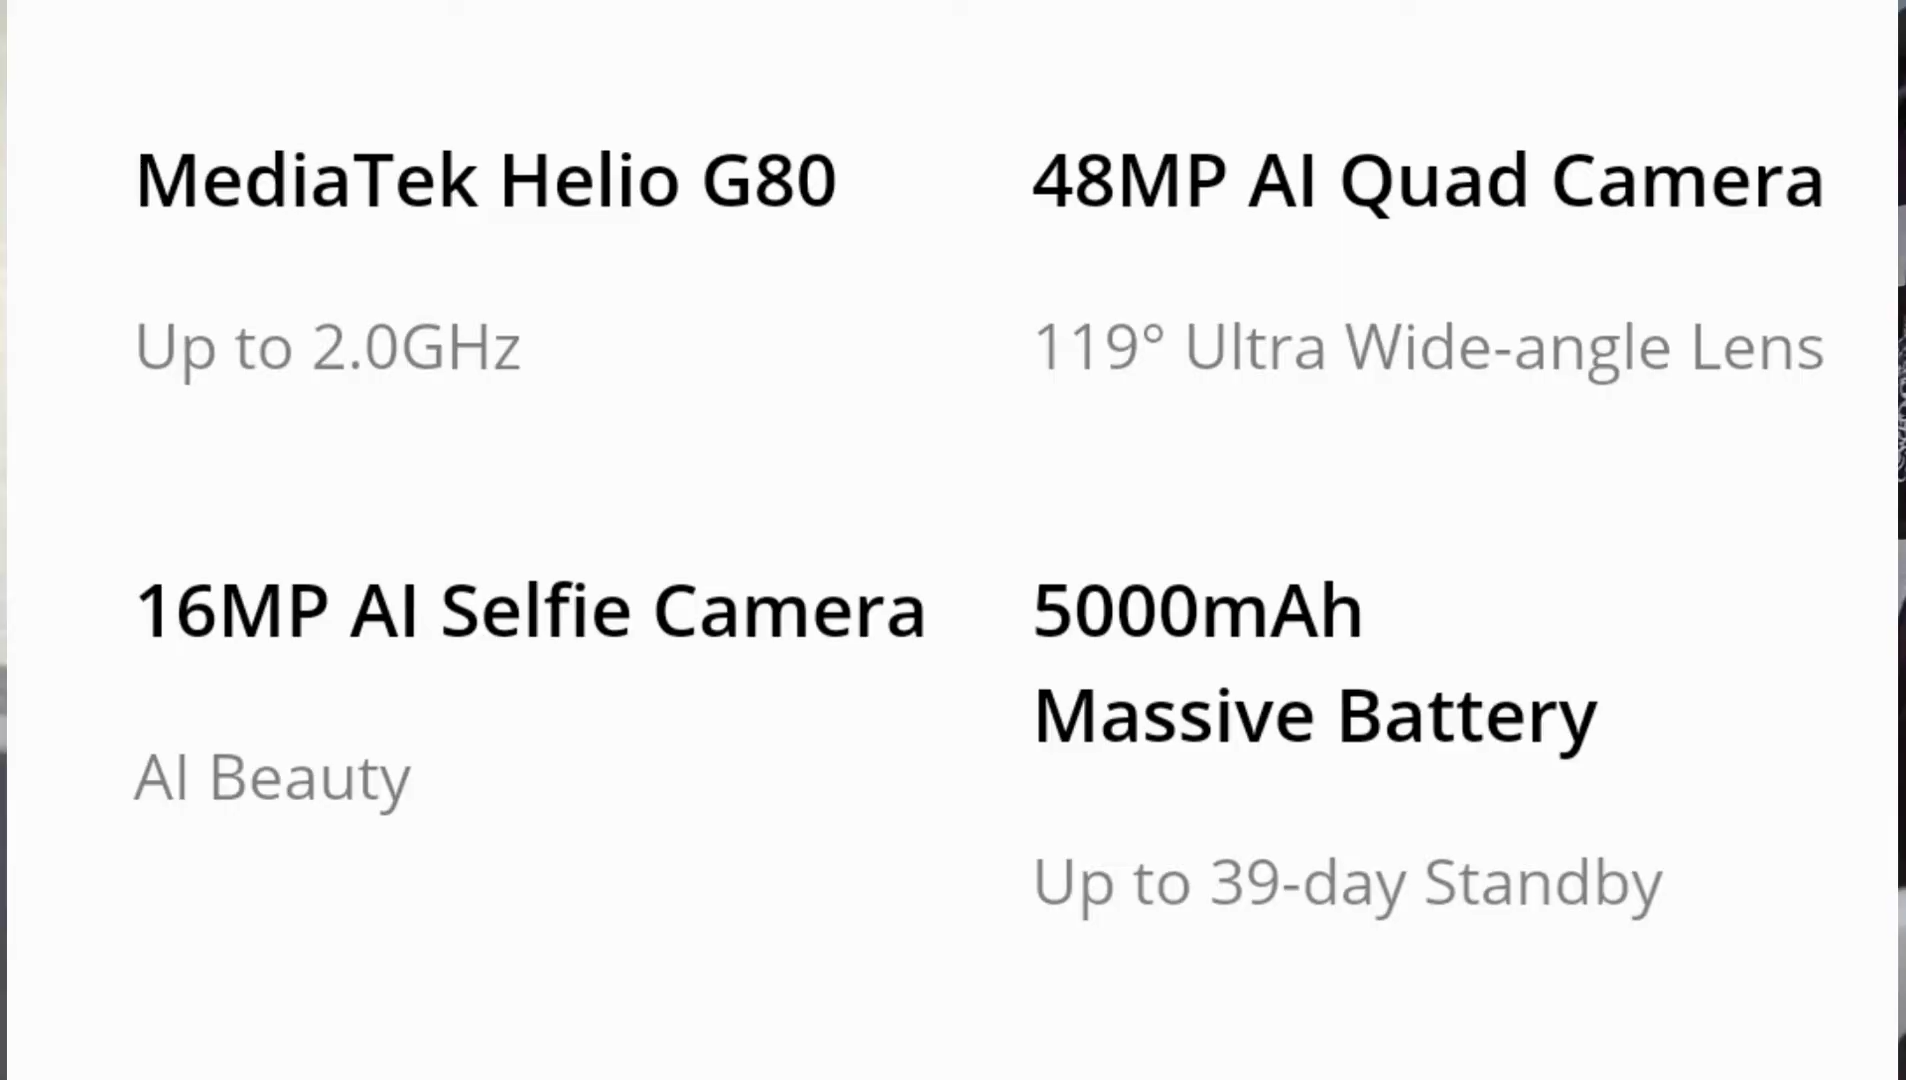 MediaTek Helio G80
Up to 2.0GHz
48MP AI Quad Camera
119° Ultra Wide-angle Lens
16MP AI Selfie Camera
AI Beauty
5000mAh
Massive Battery
Up to 39-day Standby